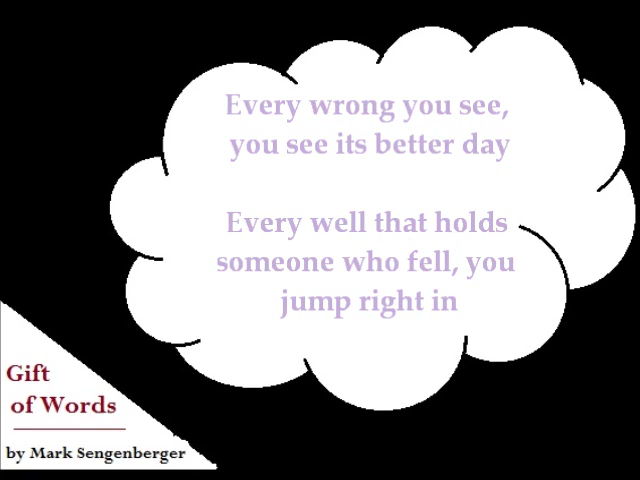 Every wrong you see,
you see its better day
Every well that holds
someone who fell, you
jump right in
Gift
of Words
by Mark Sengenberger